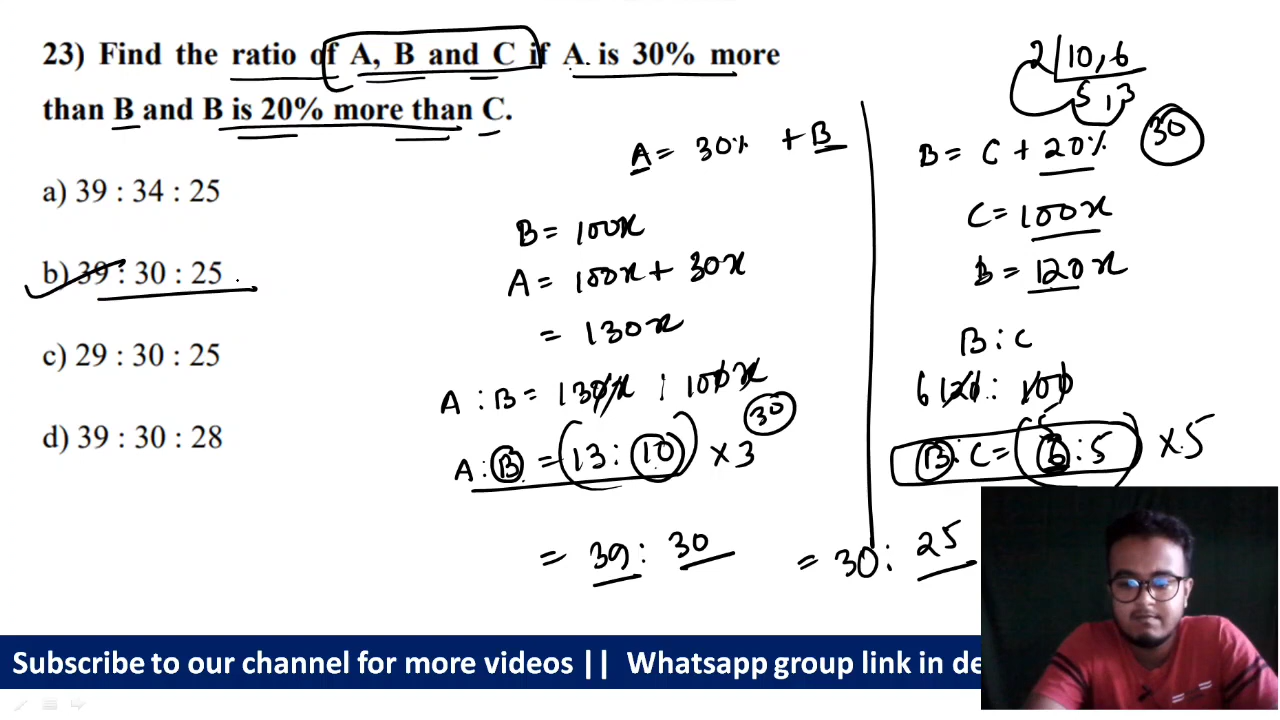 23) Find the ratio of A, B and C if A is 30% more
than B and B is 20% more than C.
a) 39 : 34 : 25
b) 39 : 30 : 25
c) 29 : 30 : 25
d) 39 : 30 : 28
A = 30% + B
B = 100x
A = 100x + 30x
= 130x
A : B = 130x : 100x
30
A : B = (13 : 10) × 3
= 39 : 30
2 10, 6
5, 3
30
B = C + 20%
C = 100x
B = 120x
B : C
6 120 : 100 5
B : C = (6 : 5) × 5
= 30 : 25
Subscribe to our channel for more videos || Whatsapp group link in de